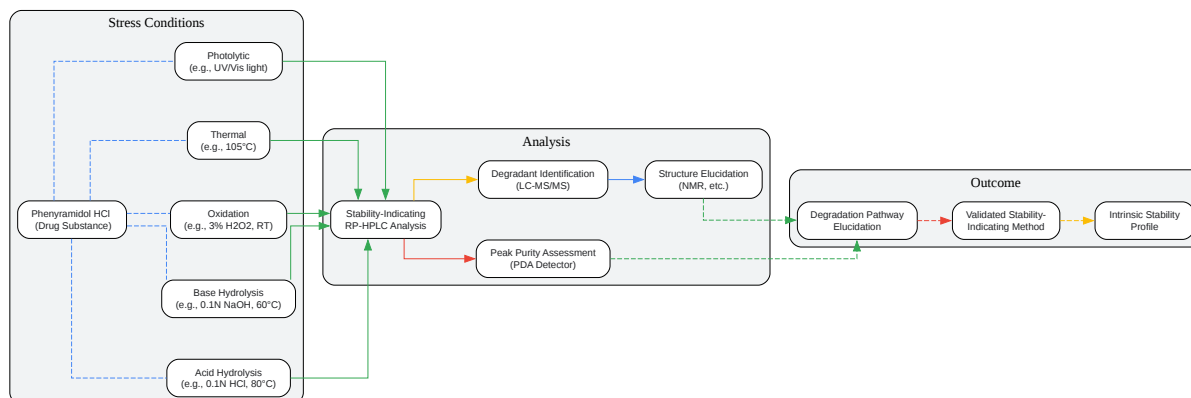 Stress Conditions
Photolytic
(e.g., UV/Vis light)
Thermal
(e.g., 105°C)
Phenyramidol HCl
(Drug Substance)
Oxidation
(e.g., 3% H2O2, RT)
Base Hydrolysis
(e.g., 0.1N NaOH, 60°C)
Acid Hydrolysis
(e.g., 0.1N HCl, 80°C)
Analysis
Stability-Indicating
RP-HPLC Analysis
Degradant Identification
(LC-MS/MS)
Structure Elucidation
(NMR, etc.)
Peak Purity Assessment
(PDA Detector)
Outcome
Degradation Pathway
Elucidation
Validated Stability-
Indicating Method
Intrinsic Stability
Profile